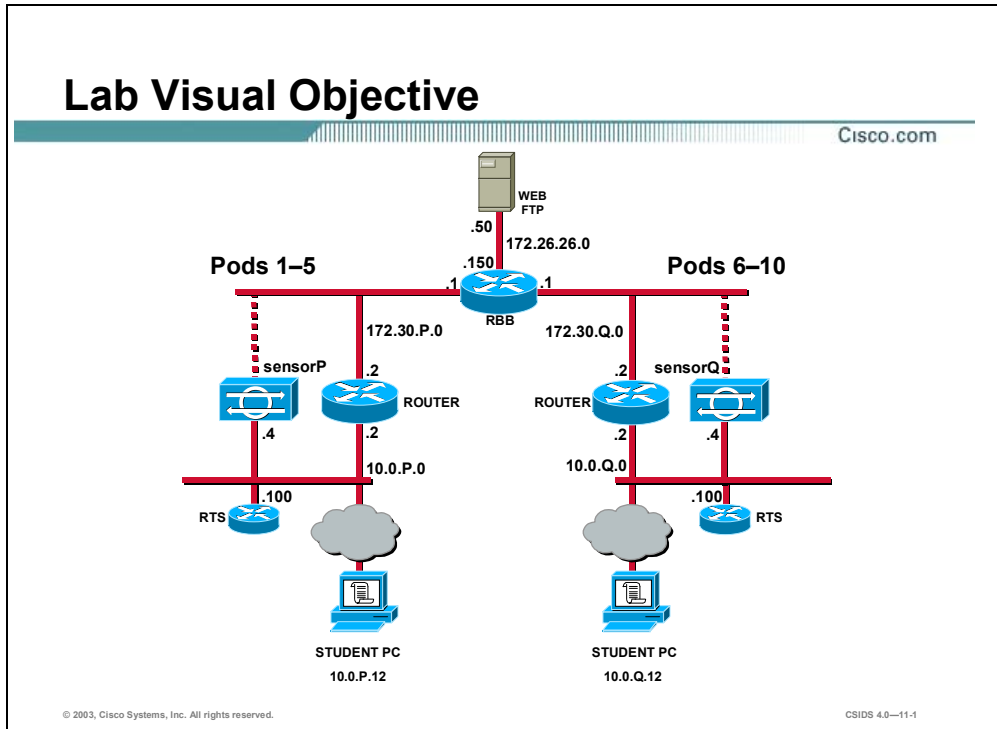 Lab Visual Objective
Cisco.com
WEB
FTP
.50
172.26.26.0
Pods 1–5
.150
Pods 6–10
.1
.1
RBB
172.30.P.0
172.30.Q.0
sensorP
.2
.2
sensorQ
ROUTER
ROUTER
.4
.2
.2
.4
10.0.P.0
10.0.Q.0
.100
.100
RTS
RTS
STUDENT PC
STUDENT PC
10.0.P.12
10.0.Q.12
© 2003, Cisco Systems, Inc. All rights reserved.
CSIDS 4.0—11-1